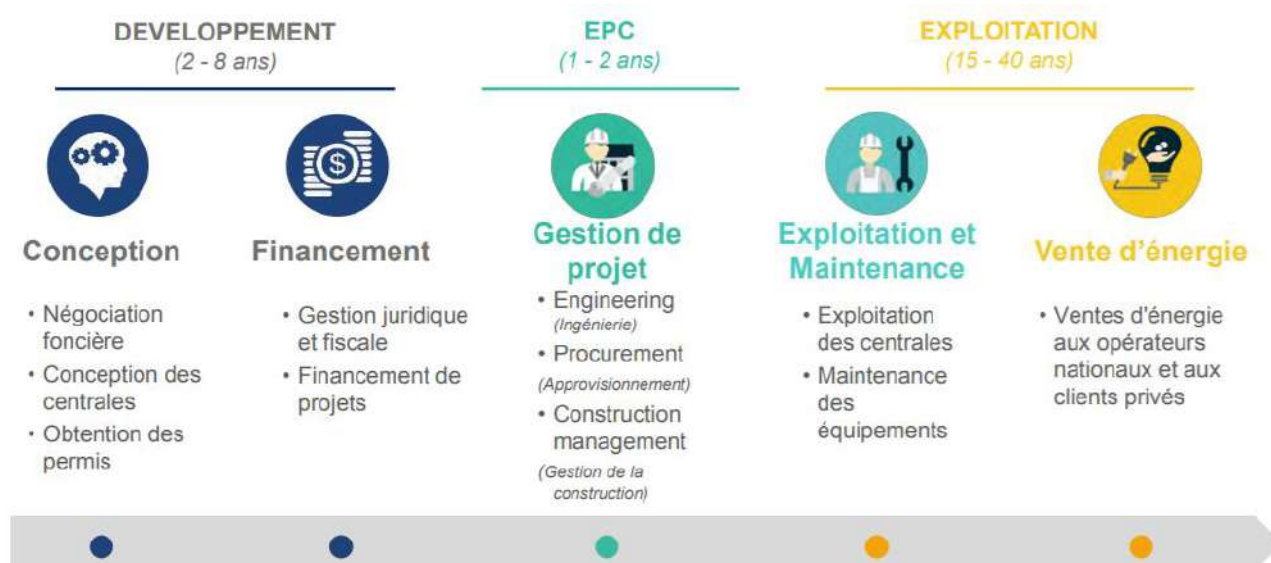 DEVELOPPEMENT
(2 - 8 ans)
EPC
(1 - 2 ans)
EXPLOITATION
(15 - 40 ans)
$
Conception
• Négociation
foncière
• Conception des
centrales
• Obtention des
permis
Financement
• Gestion juridique
et fiscale
• Financement de
projets
Gestion de
projet
• Engineering
(Ingénierie)
• Procurement
(Approvisionnement)
• Construction
management
(Gestion de la
construction)
Exploitation et
Maintenance
• Exploitation
des centrales
• Maintenance
des
équipements
Vente d'énergie
• Ventes d'énergie
aux opérateurs
nationaux et aux
clients privés